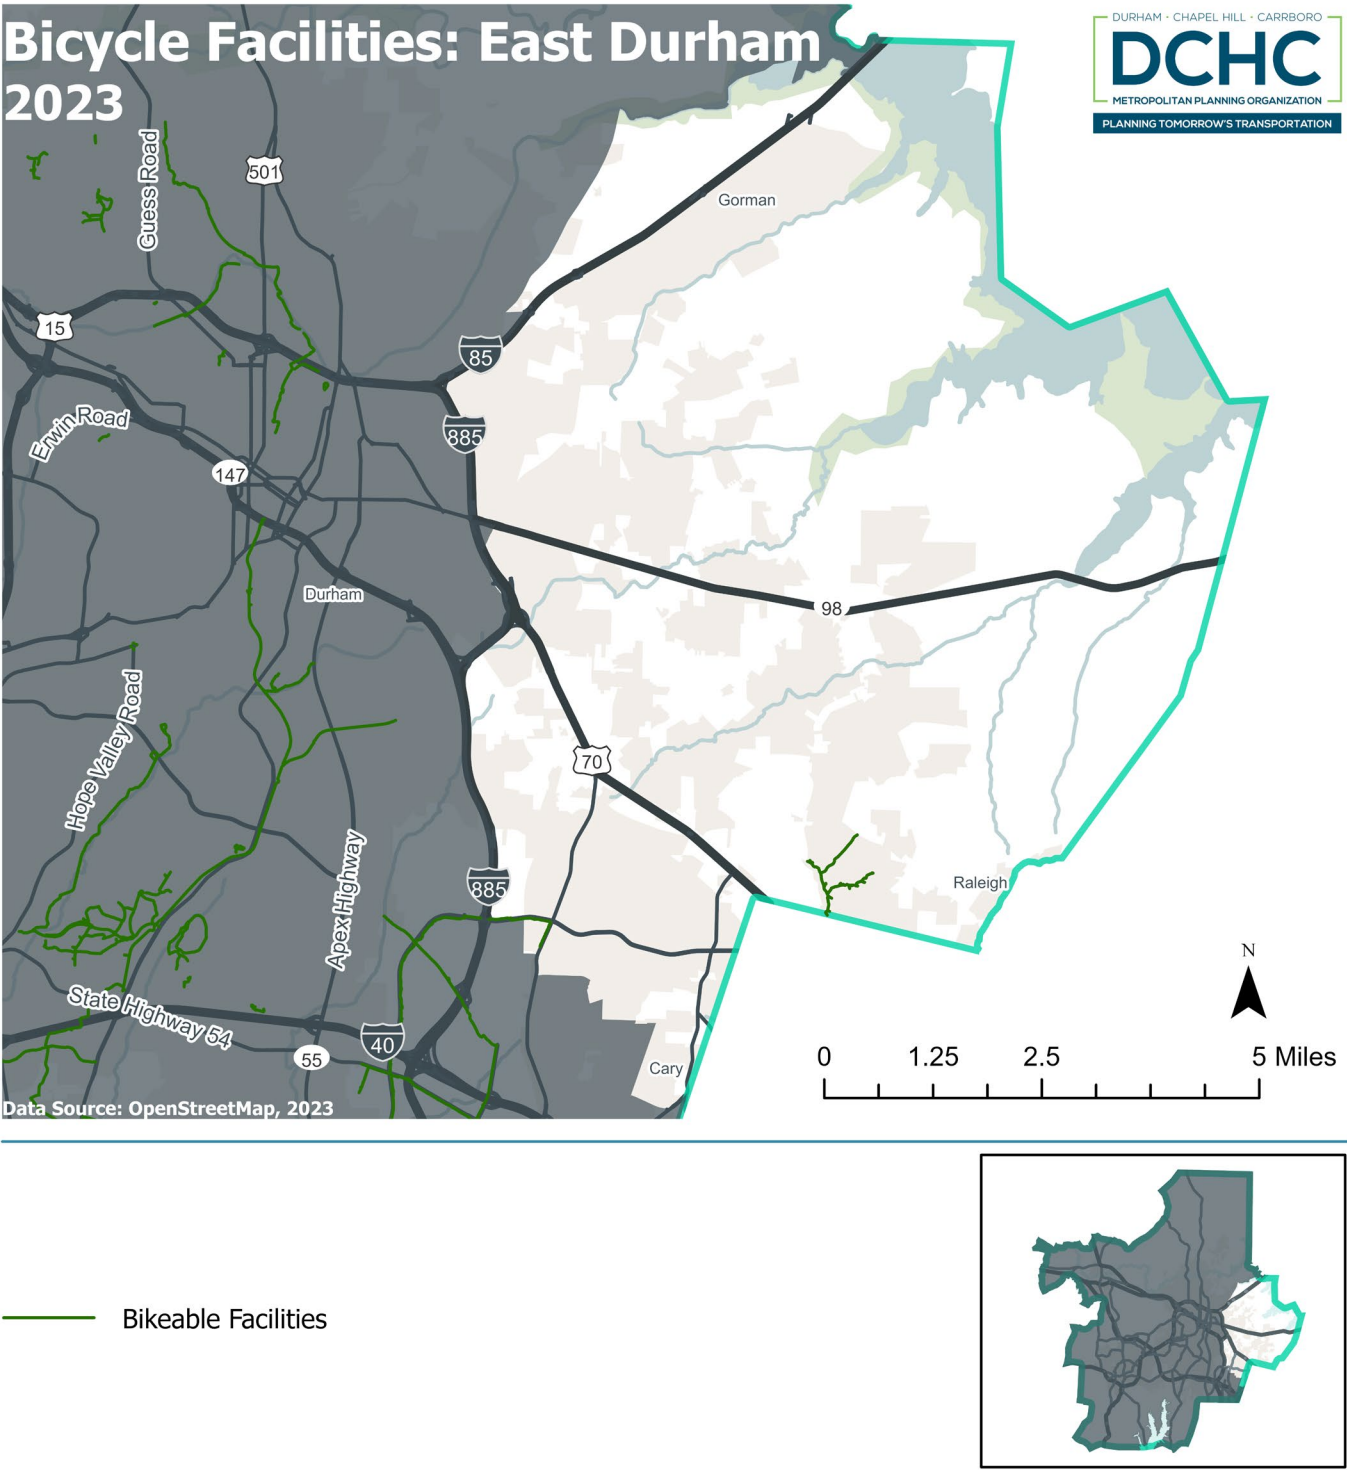 Bicycle Facilities: East Durham
2023
DURHAM · CHAPEL HILL · CARRBORO
DCHC
METROPOLITAN PLANNING ORGANIZATION
PLANNING TOMORROW'S TRANSPORTATION
Guess Road
501
Gorman
15
85
Erwin Road
885
147
Durham
98
Hope Valley Road
70
Apex Highway
885
Raleigh
State Highway 54
40
55
Cary
N
0 1.25 2.5 5 Miles
Data Source: OpenStreetMap, 2023
Bikeable Facilities